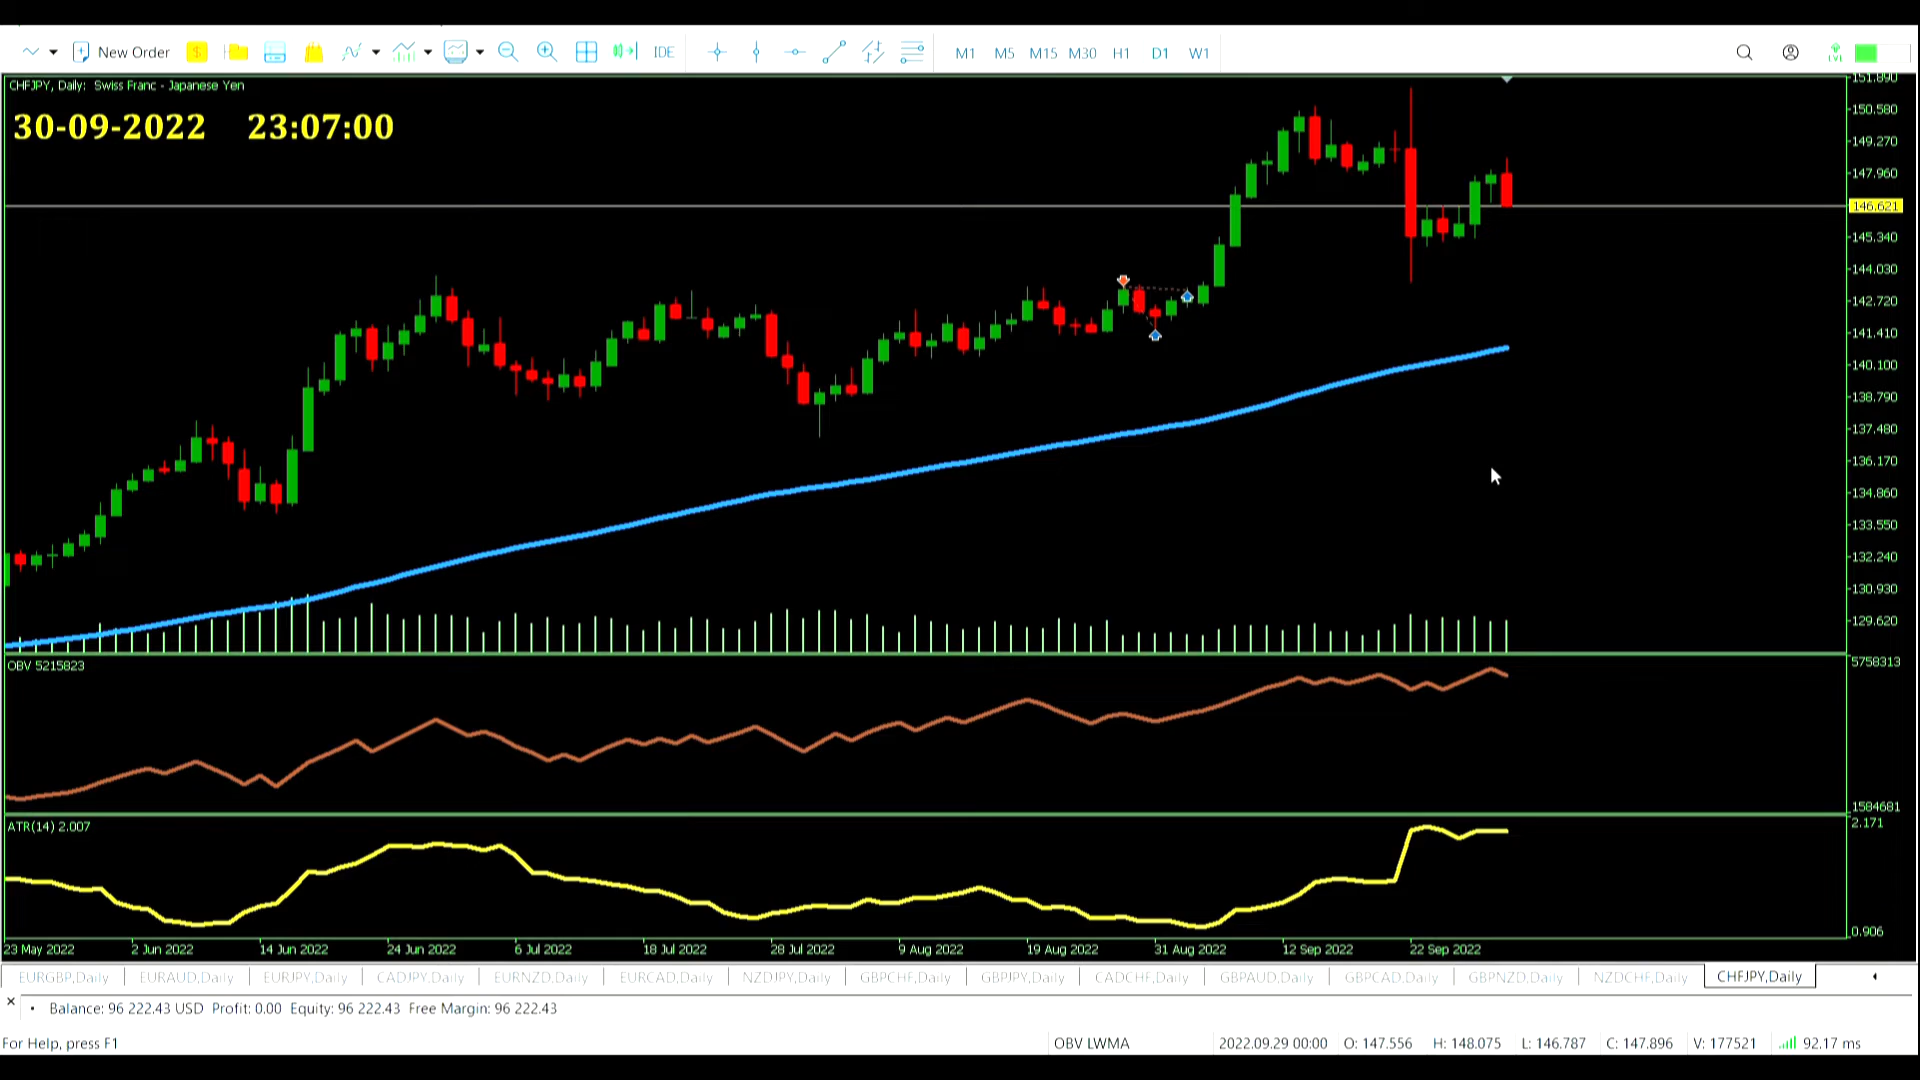 New Order $ IDE M1 M5 M15 M30 H1 D1 W1 LVL
CHFJPY, Daily: Swiss Franc - Japanese Yen
30-09-2022 23:07:00
151.890
150.580
149.270
147.960
146.621
145.340
144.030
142.720
141.410
140.100
138.790
137.480
136.170
134.860
133.550
132.240
130.930
129.620
OBV 5215823
5758313
1584681
ATR(14) 2.007
2.171
0.906
23 May 2022 2 Jun 2022 14 Jun 2022 24 Jun 2022 6 Jul 2022 18 Jul 2022 28 Jul 2022 9 Aug 2022 19 Aug 2022 31 Aug 2022 12 Sep 2022 22 Sep 2022
EURGBP,Daily EURAUD,Daily EURJPY,Daily CADJPY,Daily EURNZD,Daily EURCAD,Daily NZDJPY,Daily GBPCHF,Daily GBPJPY,Daily CADCHF,Daily GBPAUD,Daily GBPCAD,Daily GBPNZD,Daily NZDCHF,Daily CHFJPY,Daily
• Balance: 96 222.43 USD Profit: 0.00 Equity: 96 222.43 Free Margin: 96 222.43
For Help, press F1 OBV LWMA 2022.09.29 00:00 O: 147.556 H: 148.075 L: 146.787 C: 147.896 V: 177521 92.17 ms